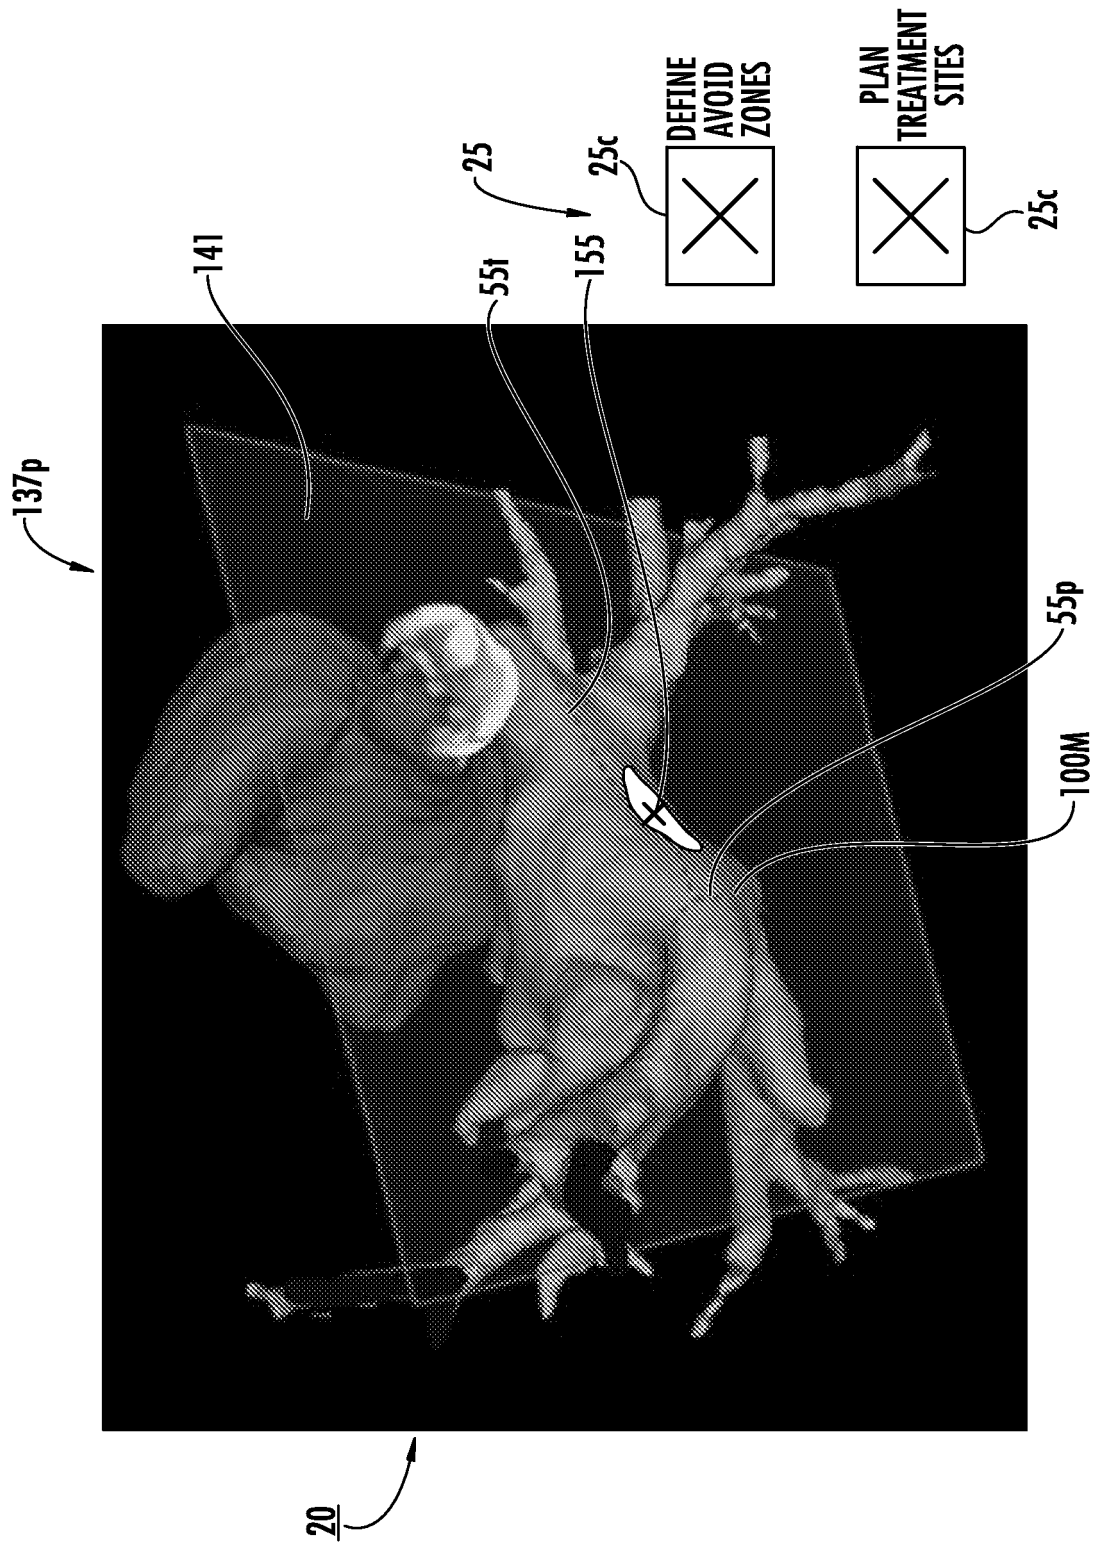 137p
141
25
55t
155
25c
DEFINE
AVOID
ZONES
PLAN
TREATMENT
SITES
25c
20
55p
100M